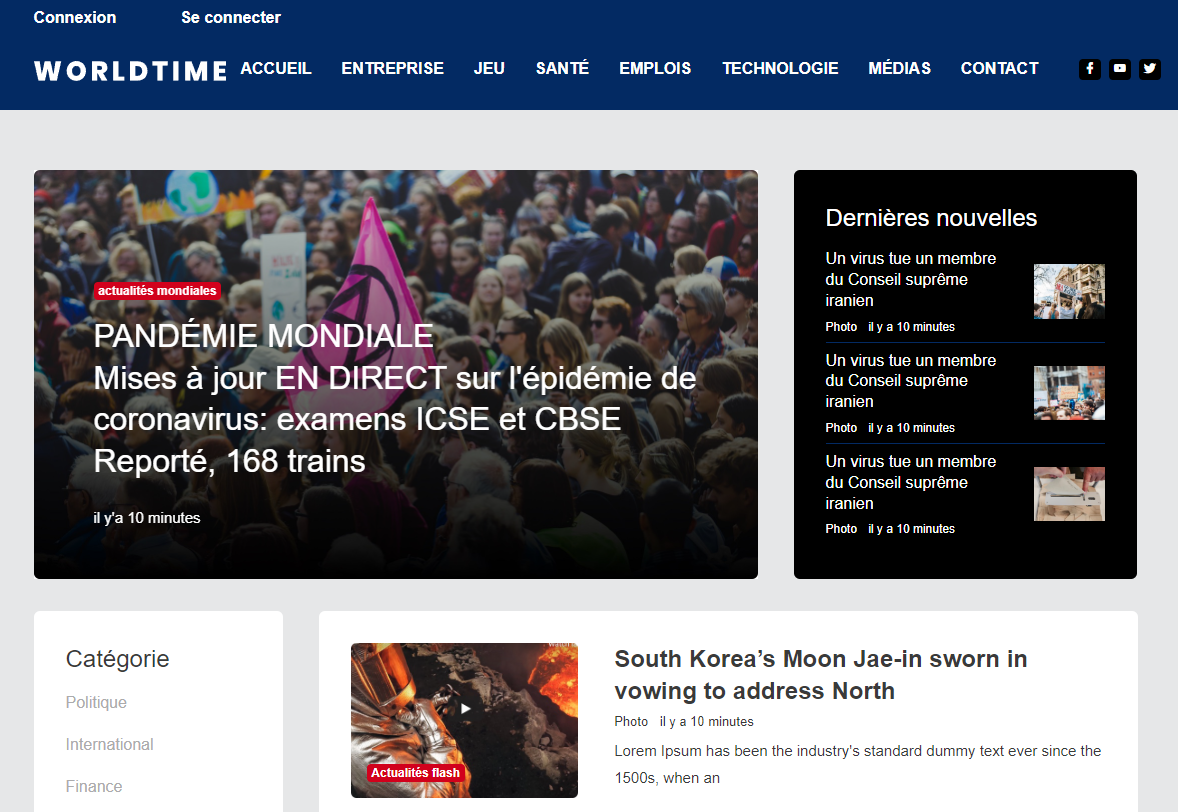 Connexion Se connecter
WORLDTIME ACCUEIL ENTREPRISE JEU SANTÉ EMPLOIS TECHNOLOGIE MÉDIAS CONTACT
actualités mondiales
PANDÉMIE MONDIALE
Mises à jour EN DIRECT sur l'épidémie de
coronavirus: examens ICSE et CBSE
Reporté, 168 trains
il y'a 10 minutes
Dernières nouvelles
Un virus tue un membre
du Conseil suprême
iranien
Photo il y a 10 minutes
Un virus tue un membre
du Conseil suprême
iranien
Photo il y a 10 minutes
Un virus tue un membre
du Conseil suprême
iranien
Photo il y a 10 minutes
Catégorie
Politique
International
Finance
Actualités flash
South Korea’s Moon Jae-in sworn in
vowing to address North
Photo il y a 10 minutes
Lorem Ipsum has been the industry’s standard dummy text ever since the
1500s, when an